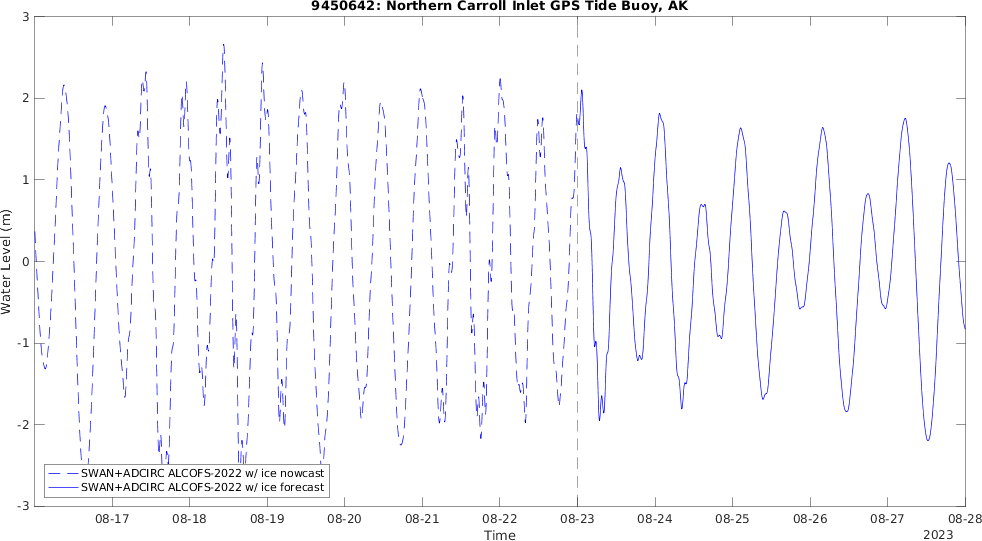 9450642: Northern Carroll Inlet GPS Tide Buoy, AK
3
2
1
0
-1
-2
-3
Water Level (m)
SWAN+ADCIRC ALCOFS-2022 w/ ice nowcast
SWAN+ADCIRC ALCOFS-2022 w/ ice forecast
08-17 08-18 08-19 08-20 08-21 08-22 08-23 08-24 08-25 08-26 08-27 08-28
Time
2023